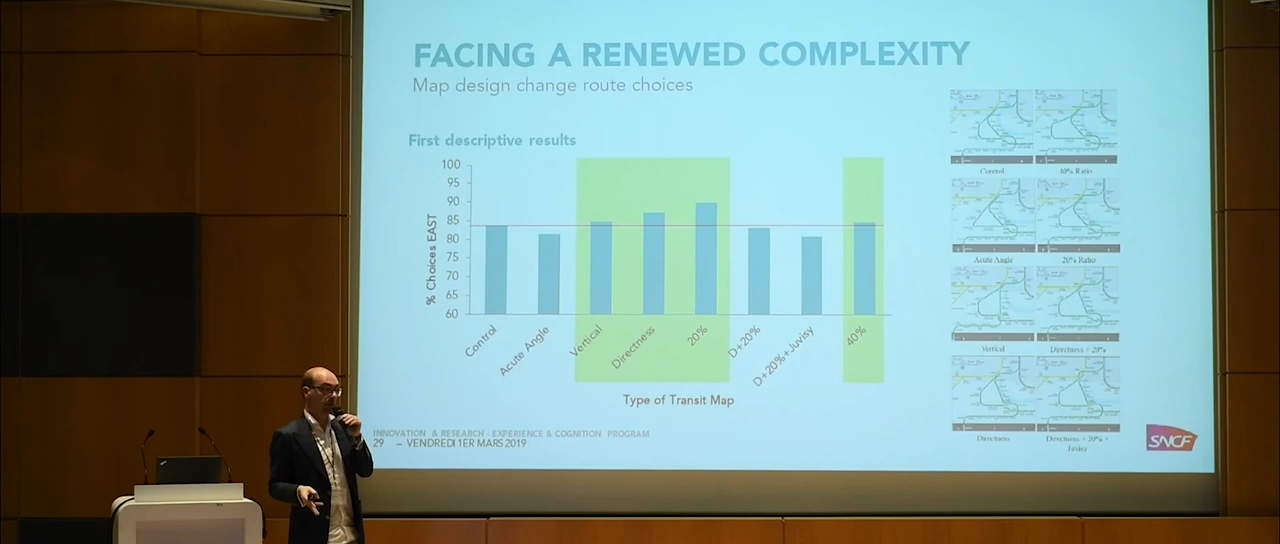 FACING A RENEWED COMPLEXITY
Map design change route choices
First descriptive results
100
95
90
85
80
75
70
65
60
% Choices EAST
Control
Acute Angle
Vertical
Directness
20%
D+20%
D+20%+Juvisy
40%
Type of Transit Map
Control
40% Ratio
Acute Angle
20% Ratio
Vertical
Directness + 20%
Directness
Directness + 20% +
Juvisy
INNOVATION & RESEARCH - EXPERIENCE & COGNITION PROGRAM
29 – VENDREDI 1ER MARS 2019
SNCF